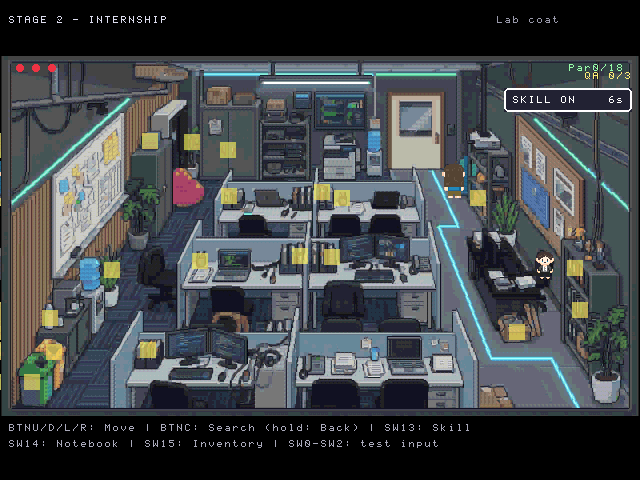 STAGE 2 - INTERNSHIP
Lab coat
Par0/18
QA 0/3
SKILL ON 6s
BTNU/D/L/R: Move | BTNC: Search (hold: Back) | SW13: Skill
SW14: Notebook | SW15: Inventory | SW0-SW2: test input